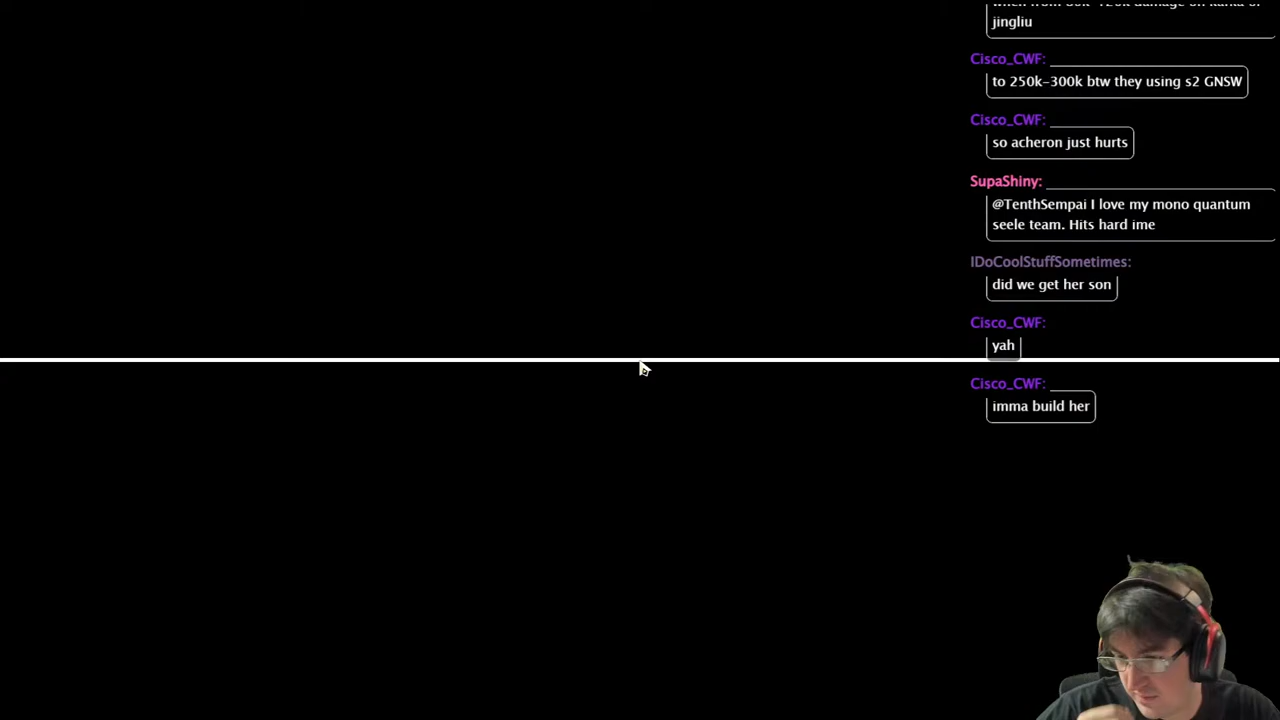 jingliu
Cisco_CWF:
to 250k-300k btw they using s2 GNSW
Cisco_CWF:
so acheron just hurts
SupaShiny:
@TenthSempai I love my mono quantum
seele team. Hits hard ime
IDoCoolStuffSometimes:
did we get her son
Cisco_CWF:
yah
Cisco_CWF:
imma build her